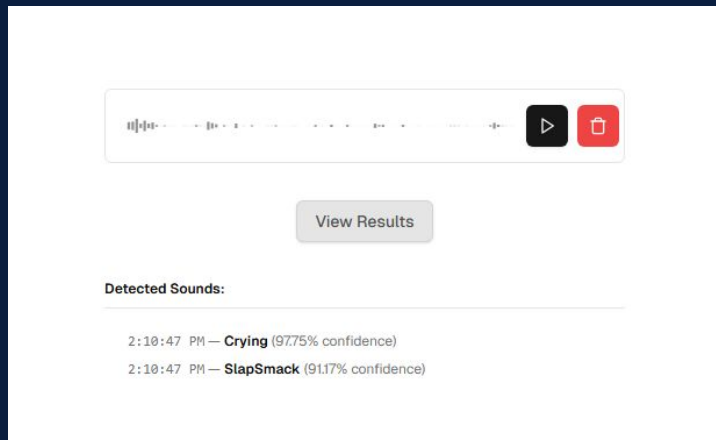 View Results
Detected Sounds:
2:10:47 PM — Crying (97.75% confidence)
2:10:47 PM — SlapSmack (91.17% confidence)